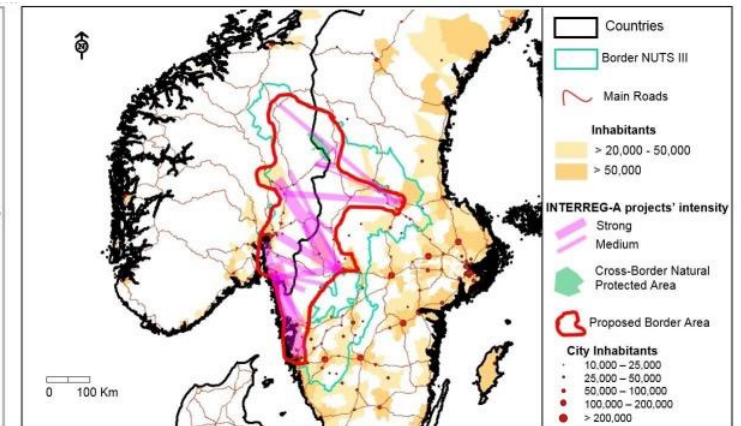 0 100 Km
Countries
Border NUTS III
Main Roads
Inhabitants
> 20,000 - 50,000
> 50,000
INTERREG-A projects' intensity
Strong
Medium
Cross-Border Natural
Protected Area
Proposed Border Area
City Inhabitants
10,000 – 25,000
25,000 – 50,000
50,000 – 100,000
100,000 – 200,000
> 200,000